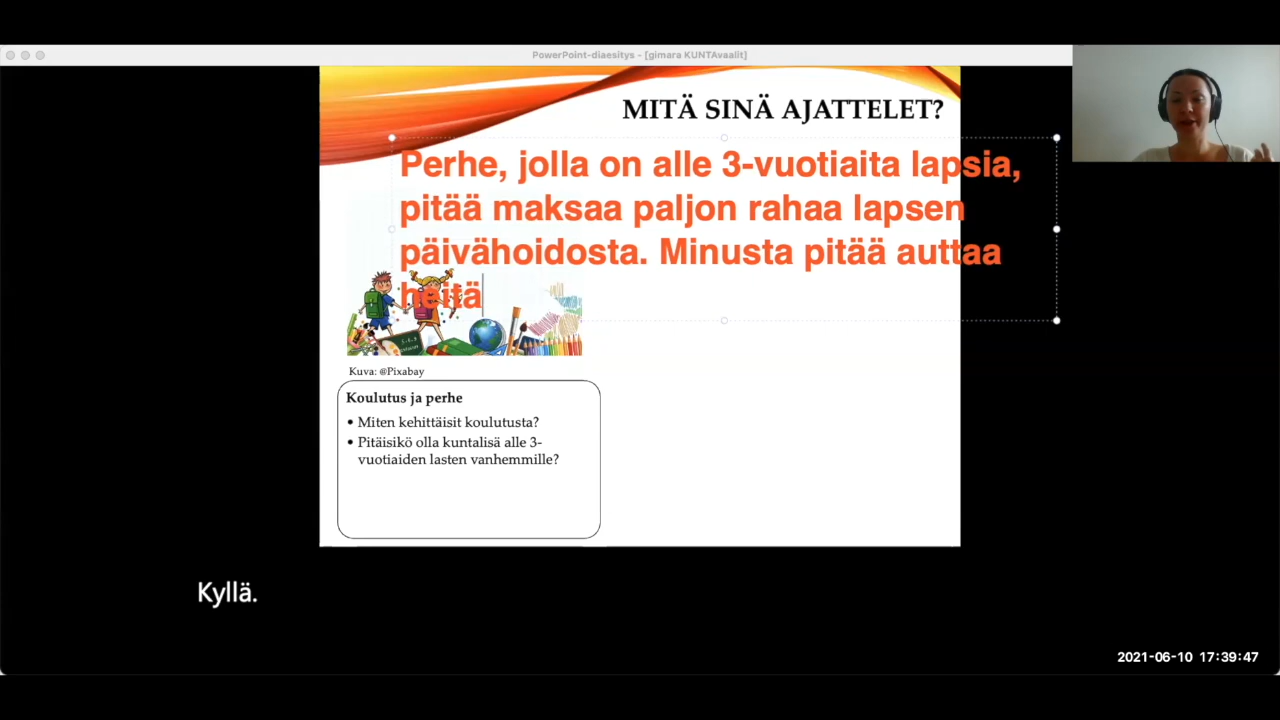 PowerPoint-diaesitys - [gimara KUNTAvaalit]
MITÄ SINÄ AJATTELET?
Perhe, jolla on alle 3-vuotiaita lapsia,
pitää maksaa paljon rahaa lapsen
päivähoidosta. Minusta pitää auttaa
heitä
Kuva: @Pixabay
Koulutus ja perhe
• Miten kehittäisit koulutusta?
• Pitäisikö olla kuntalisä alle 3-
vuotiaiden lasten vanhemmille?
Kyllä.
2021-06-10 17:39:47